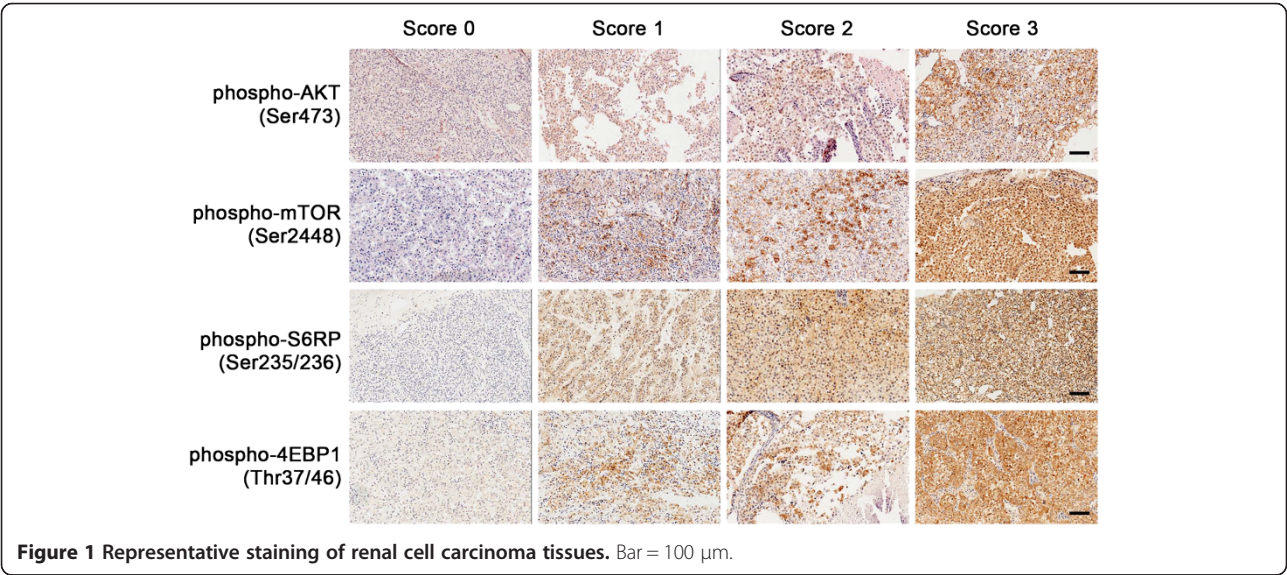 Score 0 Score 1 Score 2 Score 3
phospho-AKT
(Ser473)
phospho-mTOR
(Ser2448)
phospho-S6RP
(Ser235/236)
phospho-4EBP1
(Thr37/46)
Figure 1 Representative staining of renal cell carcinoma tissues. Bar = 100 μm.